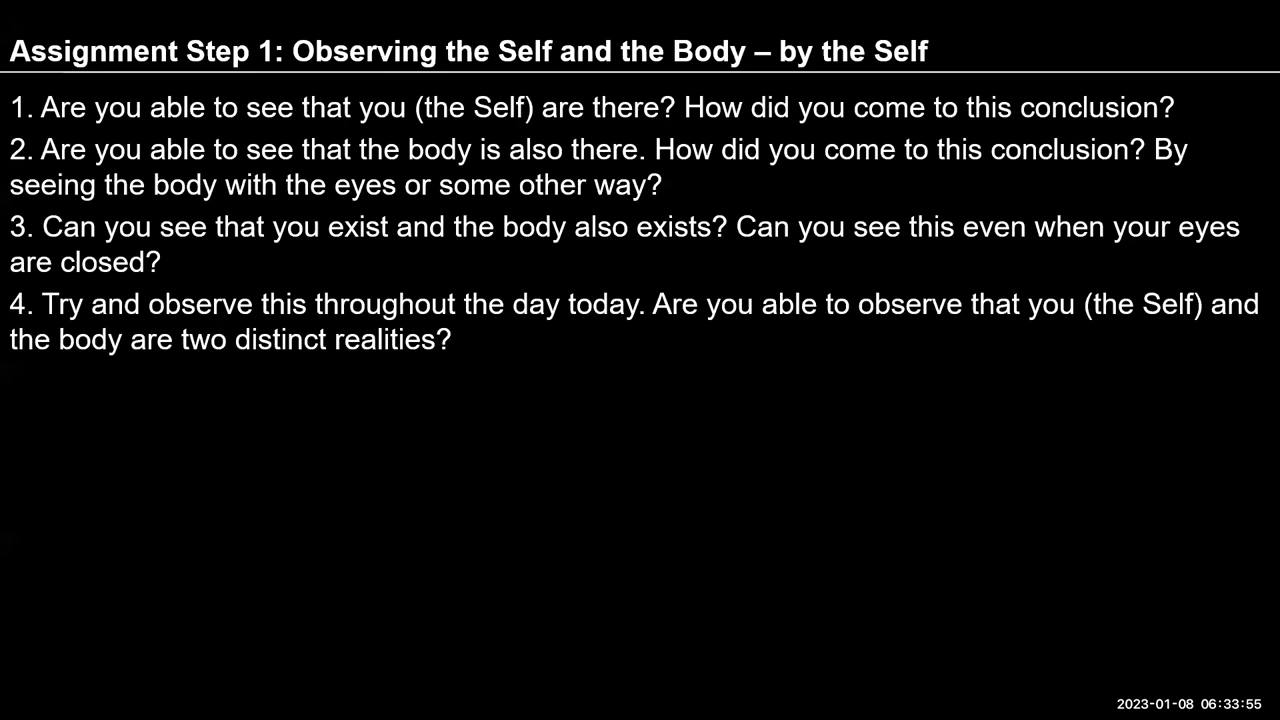 Assignment Step 1: Observing the Self and the Body – by the Self
1. Are you able to see that you (the Self) are there? How did you come to this conclusion?
2. Are you able to see that the body is also there. How did you come to this conclusion? By
seeing the body with the eyes or some other way?
3. Can you see that you exist and the body also exists? Can you see this even when your eyes
are closed?
4. Try and observe this throughout the day today. Are you able to observe that you (the Self) and
the body are two distinct realities?
2023-01-08 06:33:55